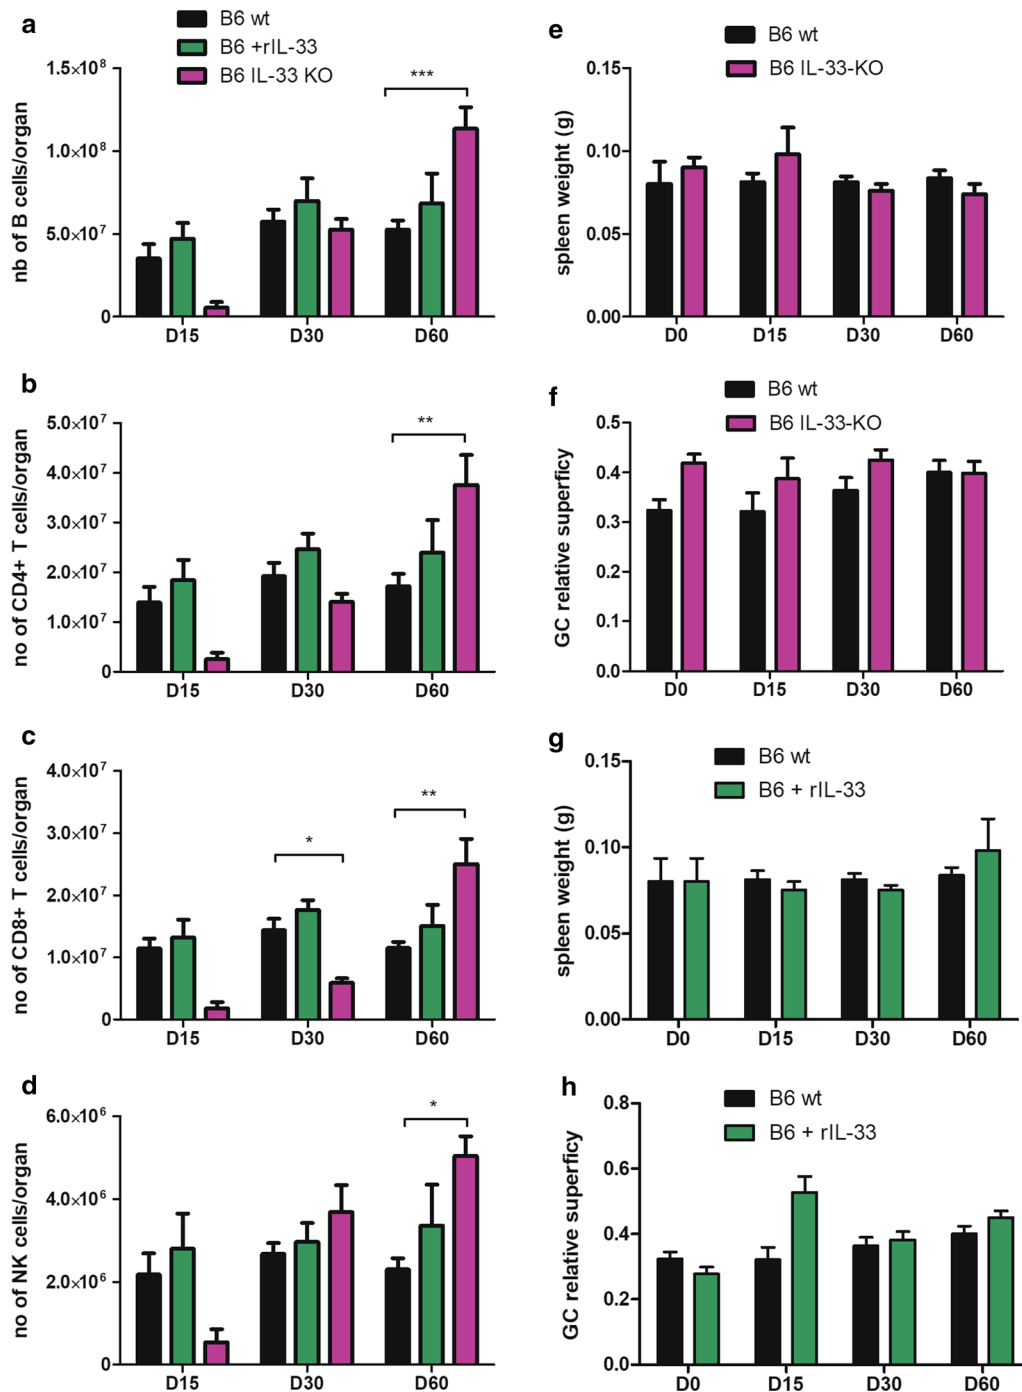 a
B6 wt
B6 +rIL-33
B6 IL-33 KO
nb of B cells/organ
1.5×10⁸
1.0×10⁸
5.0×10⁷
0
***
D15 D30 D60
b
no of CD4+ T cells/organ
5.0×10⁷
4.0×10⁷
3.0×10⁷
2.0×10⁷
1.0×10⁷
0
**
D15 D30 D60
c
no of CD8+ T cells/organ
4.0×10⁷
3.0×10⁷
2.0×10⁷
1.0×10⁷
0
*
**
D15 D30 D60
d
no of NK cells/organ
6.0×10⁶
4.0×10⁶
2.0×10⁶
0
*
D15 D30 D60
e
B6 wt
B6 IL-33-KO
spleen weight (g)
0.15
0.10
0.05
0.00
D0 D15 D30 D60
f
B6 wt
B6 IL-33-KO
GC relative superficy
0.5
0.4
0.3
0.2
0.1
0.0
D0 D15 D30 D60
g
B6 wt
B6 + rIL-33
spleen weight (g)
0.15
0.10
0.05
0.00
D0 D15 D30 D60
h
B6 wt
B6 + rIL-33
GC relative superficy
0.8
0.6
0.4
0.2
0.0
D0 D15 D30 D60